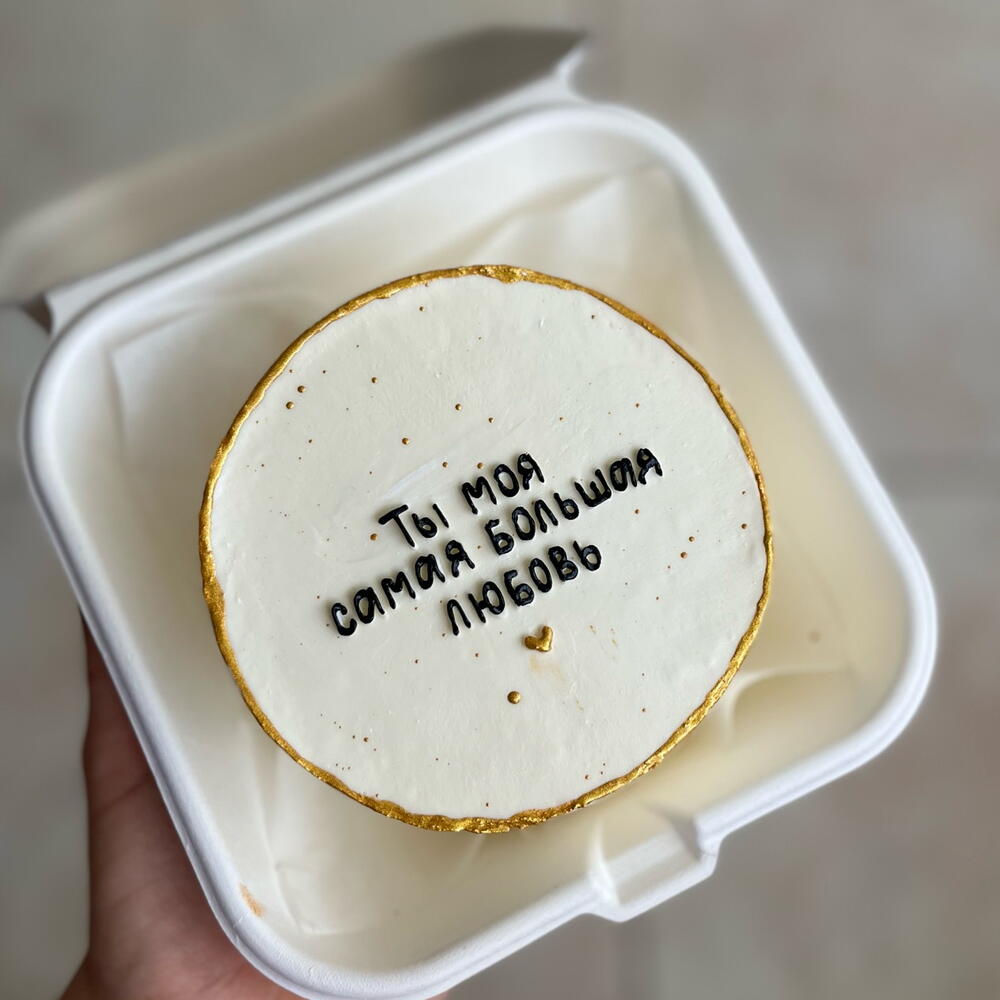 Ты моя
самая большая
любовь